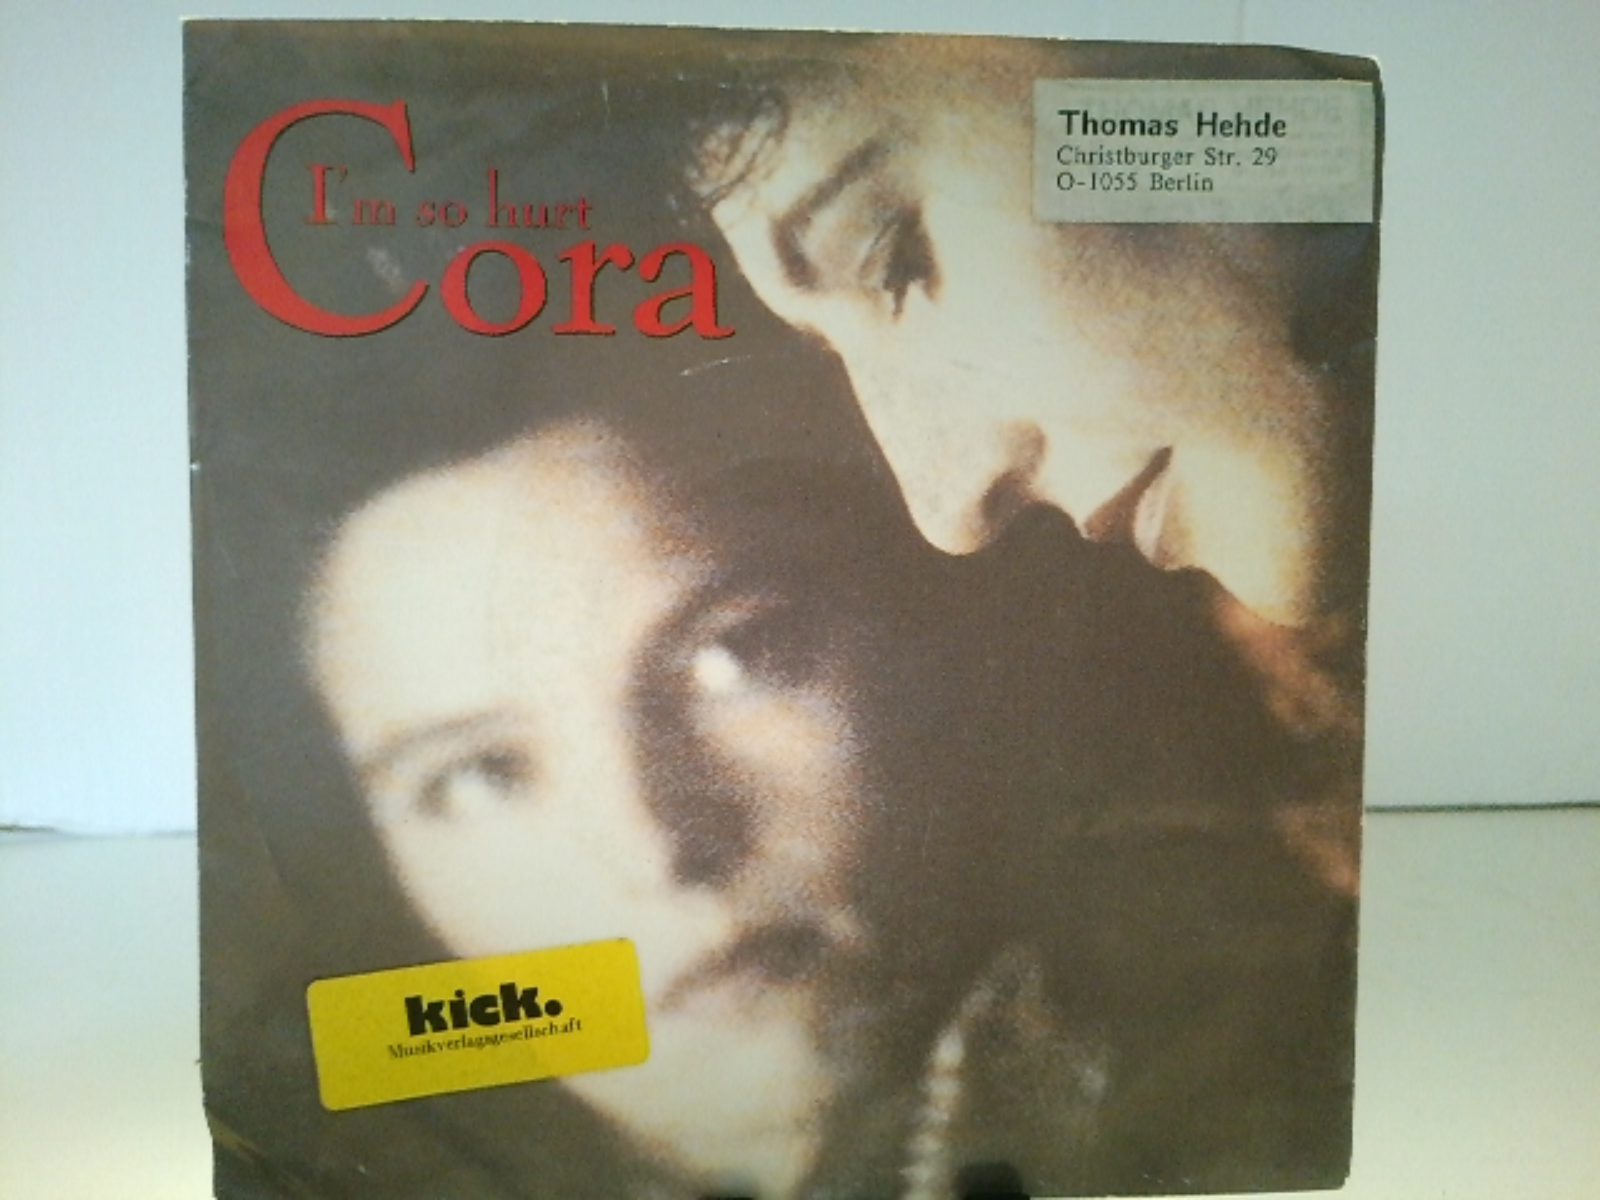 Thomas Hehde
Christburger Str. 29
O-1055 Berlin
I'm so hurt
Cora
kick.
Musikverlagsgesellschaft